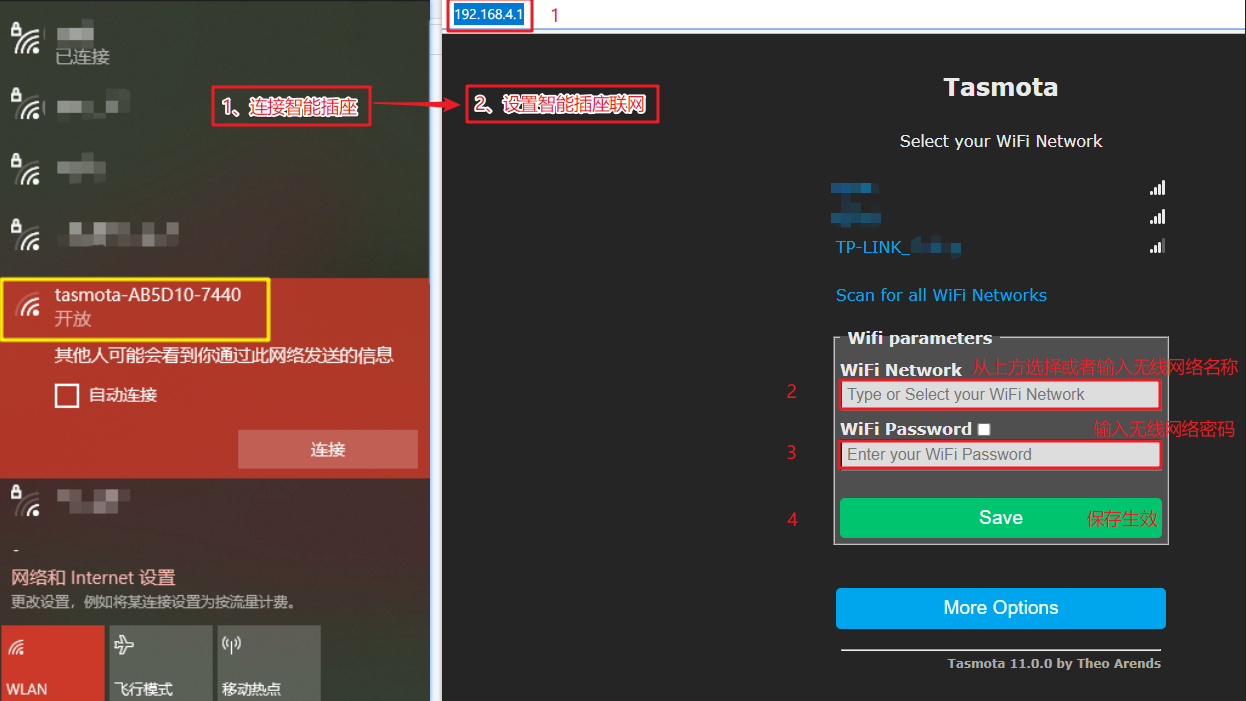 已连接
1、连接智能插座
tasmota-AB5D10-7440
开放
其他人可能会看到你通过此网络发送的信息
自动连接
连接
网络和 Internet 设置
更改设置，例如将某连接设置为按流量计费。
WLAN
飞行模式
移动热点
192.168.4.1
1
2、设置智能插座联网
Tasmota
Select your WiFi Network
TP-LINK_
Scan for all WiFi Networks
Wifi parameters
WiFi Network 从上方选择或者输入无线网络名称
2 Type or Select your WiFi Network
WiFi Password 输入无线网络密码
3 Enter your WiFi Password
4 Save 保存生效
More Options
Tasmota 11.0.0 by Theo Arends